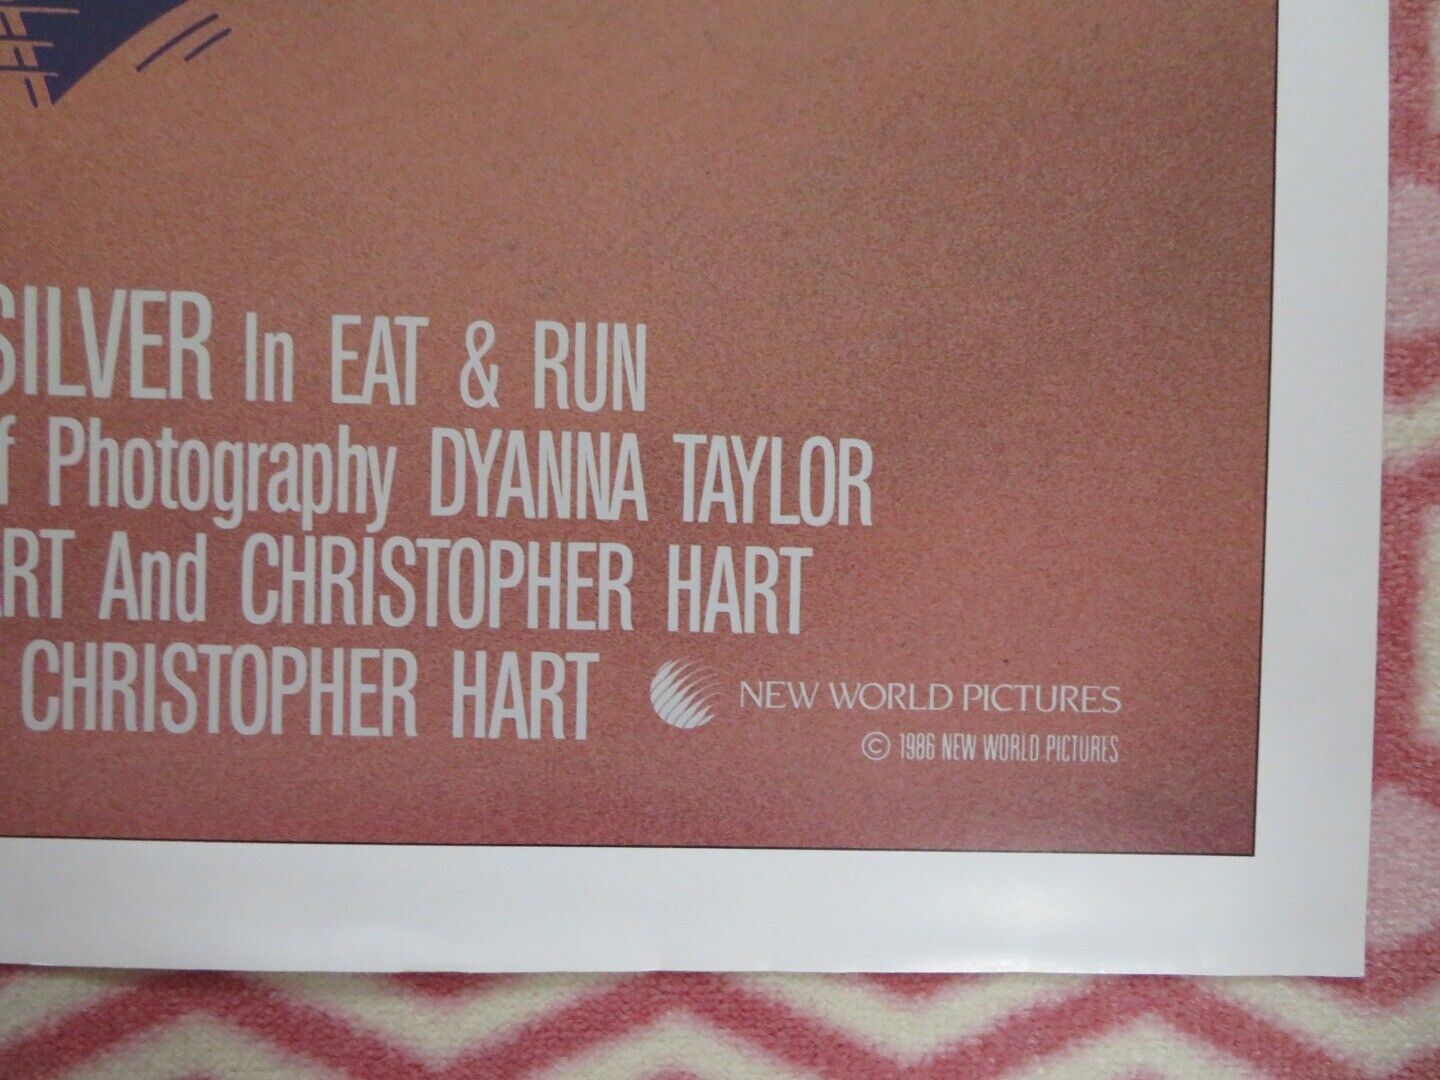 SILVER In EAT & RUN
f Photography DYANNA TAYLOR
RT And CHRISTOPHER HART
CHRISTOPHER HART
NEW WORLD PICTURES
© 1986 NEW WORLD PICTURES